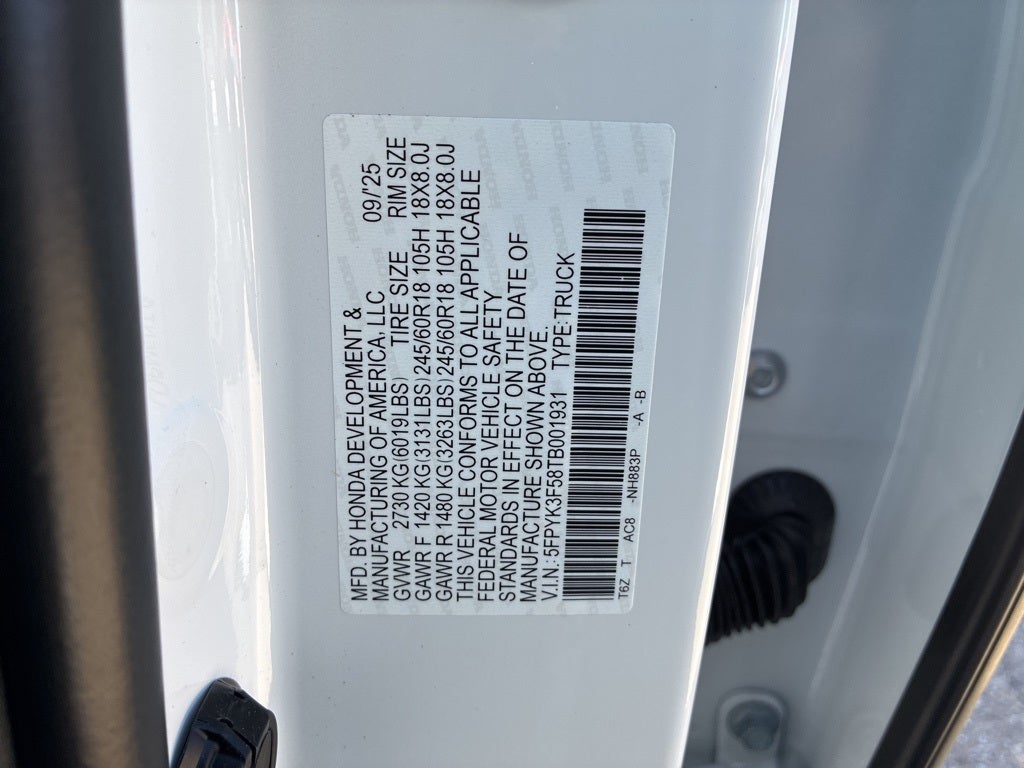 MFD. BY HONDA DEVELOPMENT &
MANUFACTURING OF AMERICA, LLC 09/'25
GVWR 2730 KG(6019LBS) TIRE SIZE RIM SIZE
GAWR F 1420 KG(3131LBS) 245/60R18 105H 18X8.0J
GAWR R 1480 KG(3263LBS) 245/60R18 105H 18X8.0J
THIS VEHICLE CONFORMS TO ALL APPLICABLE
FEDERAL MOTOR VEHICLE SAFETY
STANDARDS IN EFFECT ON THE DATE OF
MANUFACTURE SHOWN ABOVE.
V.I.N.: 5FPYK3F58TB001931 TYPE: TRUCK
T6Z T AC8 -NH883P -A -B